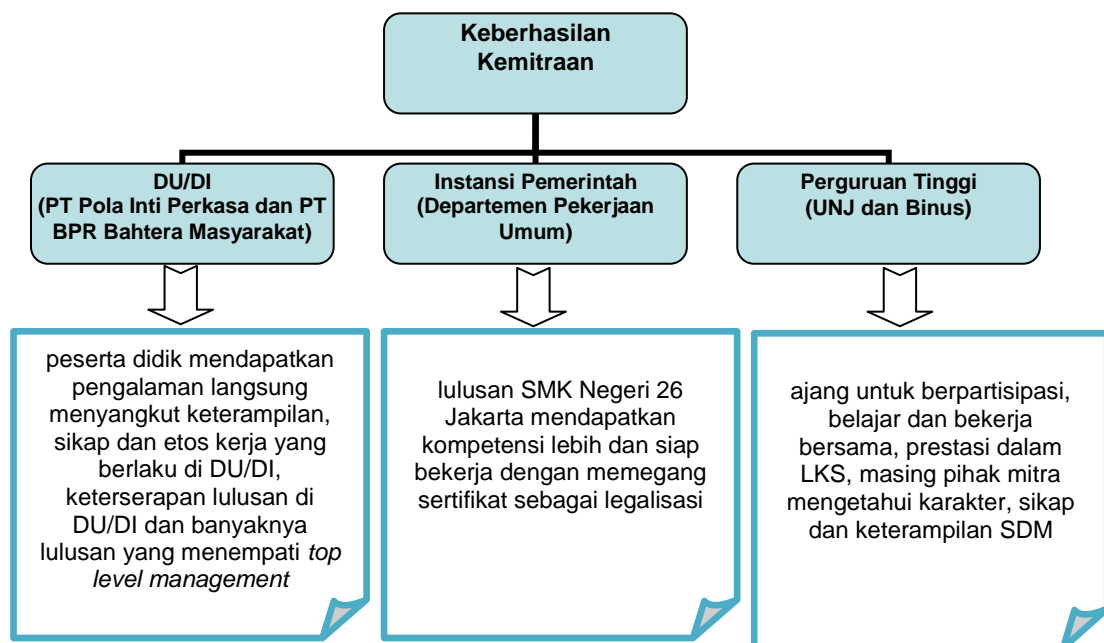 Keberhasilan
Kemitraan
DU/DI
(PT Pola Inti Perkasa dan PT
BPR Bahtera Masyarakat)
Instansi Pemerintah
(Departemen Pekerjaan
Umum)
Perguruan Tinggi
(UNJ dan Binus)
peserta didik mendapatkan
pengalaman langsung
menyangkut keterampilan,
sikap dan etos kerja yang
berlaku di DU/DI,
keterserapan lulusan di
DU/DI dan banyaknya
lulusan yang menempati top
level management
lulusan SMK Negeri 26
Jakarta mendapatkan
kompetensi lebih dan siap
bekerja dengan memegang
sertifikat sebagai legalisasi
ajang untuk berpartisipasi,
belajar dan bekerja
bersama, prestasi dalam
LKS, masing pihak mitra
mengetahui karakter, sikap
dan keterampilan SDM